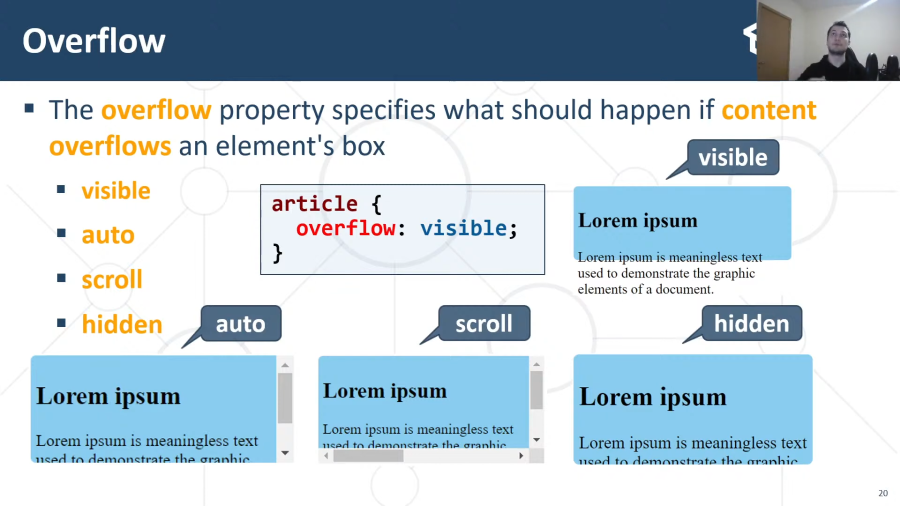 Overflow
The overflow property specifies what should happen if content
overflows an element's box
visible
auto
scroll
hidden
article {
overflow: visible;
}
visible
Lorem ipsum
Lorem ipsum is meaningless text
used to demonstrate the graphic
elements of a document.
auto
Lorem ipsum
Lorem ipsum is meaningless text
used to demonstrate the graphic
scroll
Lorem ipsum
Lorem ipsum is meaningless text
used to demonstrate the graphic
hidden
Lorem ipsum
Lorem ipsum is meaningless text
used to demonstrate the graphic
20